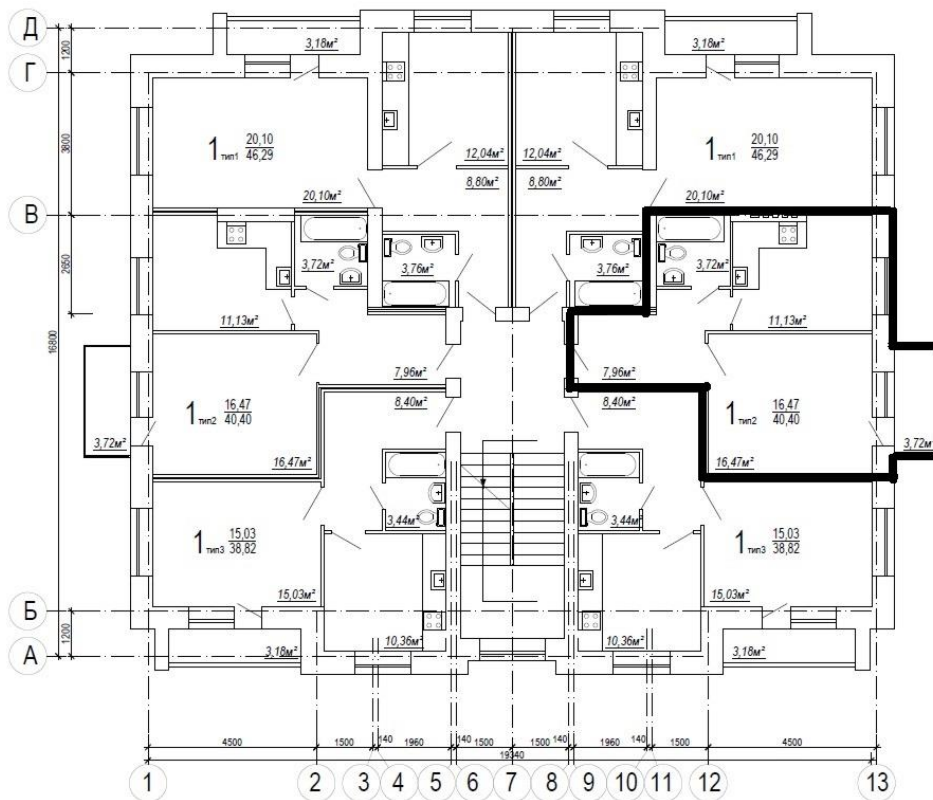 Д
1200
3,18м² 3,18м²
Г
3800
1 тип1 20,10 46,29 12,04м² 12,04м² 1 тип1 20,10 46,29
8,80м² 8,80м²
20,10м² 20,10м²
В
2650
3,72м² 3,76м² 3,76м² 3,72м²
11,13м² 11,13м²
16800
7,96м² 7,96м²
8,40м² 8,40м²
1 тип2 16,47 40,40 1 тип2 16,47 40,40
3,72м² 3,72м²
16,47м² 16,47м²
3,44м² 3,44м²
1 тип3 15,03 38,82 1 тип3 15,03 38,82
15,03м² 15,03м²
Б
1200
10,36м² 10,36м²
А
3,18м² 3,18м²
4500 1500 140 1960 140 1500 1500 140 1960 140 1500 4500
19340
1 2 3 4 5 6 7 8 9 10 11 12 13